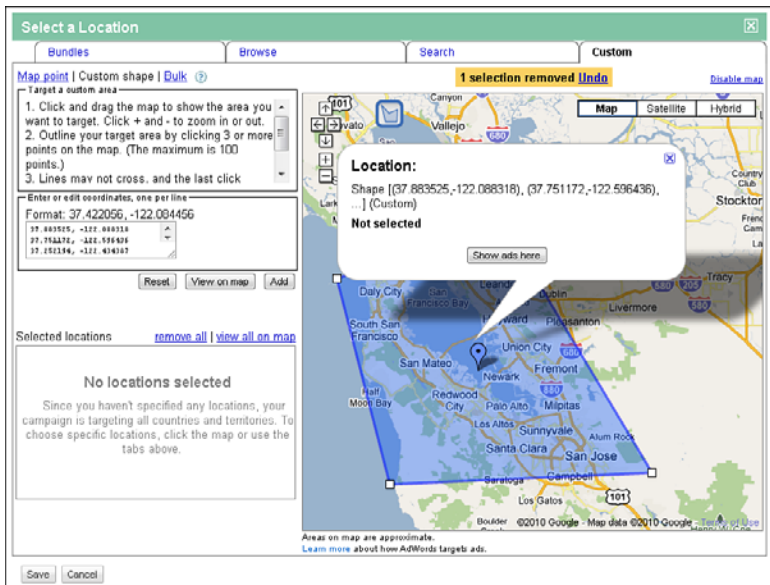 Select a Location
Bundles
Browse
Search
Custom
Map point | Custom shape | Bulk
1 selection removed Undo
Disable map
Target a custom area
1. Click and drag the map to show the area you
want to target. Click + and - to zoom in or out.
2. Outline your target area by clicking 3 or more
points on the map. (The maximum is 100
points.)
3. Lines may not cross, and the last click
Enter or edit coordinates, one per line
Format: 37.422056, -122.084456
37.883525, -122.088318
37.751172, -122.596436
37.252194, -122.434387
Reset
View on map
Add
Selected locations
remove all | view all on map
No locations selected
Since you haven't specified any locations, your
campaign is targeting all countries and territories. To
choose specific locations, click the map or use the
tabs above.
101
Canyon
Vallejo
Map
Satellite
Hybrid
680
Location:
Shape [(37.883525,-122.088318), (37.751172,-122.596436),
...] (Custom)
Not selected
Show ads here
Country
Club
Stockton
Tracy
580
205
Livermore
Dublin
Pleasanton
Daly City
San
Francisco Bay
South San
Francisco
Union City
680
San Mateo
Newark
Fremont
880
Half
Moon Bay
Redwood
City
Palo Alto
Milpitas
Los Altos
Sunnyvale
Alum Rock
Santa Clara
San Jose
Saratoga
Campbell
Los Gatos
101
Boulder
©2010 Google - Map data ©2010 Google - Terms of Use
Areas on map are approximate.
Learn more about how AdWords targets ads.
Save
Cancel